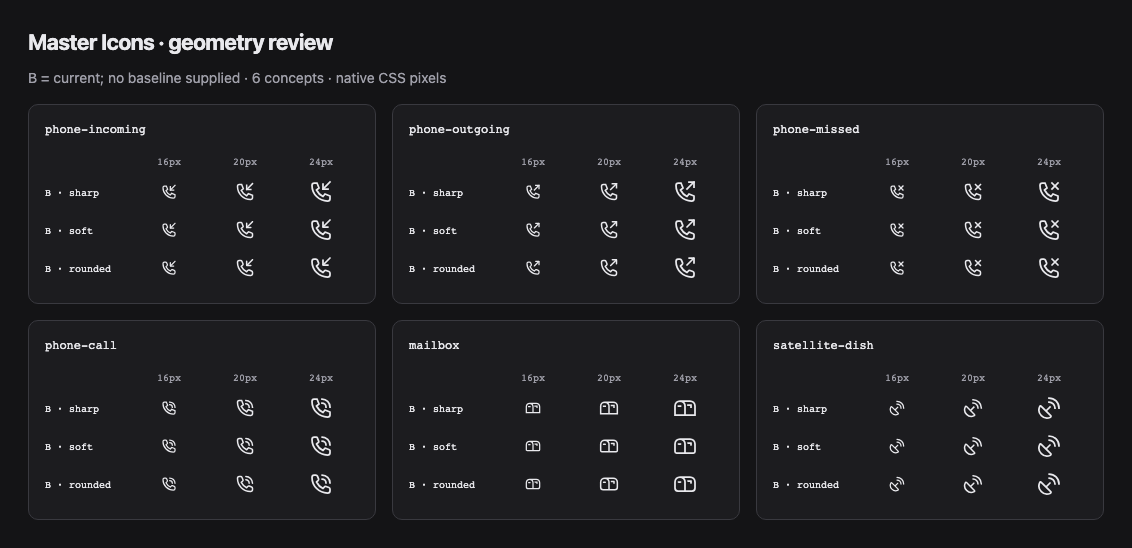 Master Icons · geometry review
B = current; no baseline supplied · 6 concepts · native CSS pixels
phone-incoming
16px 20px 24px
B · sharp
B · soft
B · rounded
phone-outgoing
16px 20px 24px
B · sharp
B · soft
B · rounded
phone-missed
16px 20px 24px
B · sharp
B · soft
B · rounded
phone-call
16px 20px 24px
B · sharp
B · soft
B · rounded
mailbox
16px 20px 24px
B · sharp
B · soft
B · rounded
satellite-dish
16px 20px 24px
B · sharp
B · soft
B · rounded